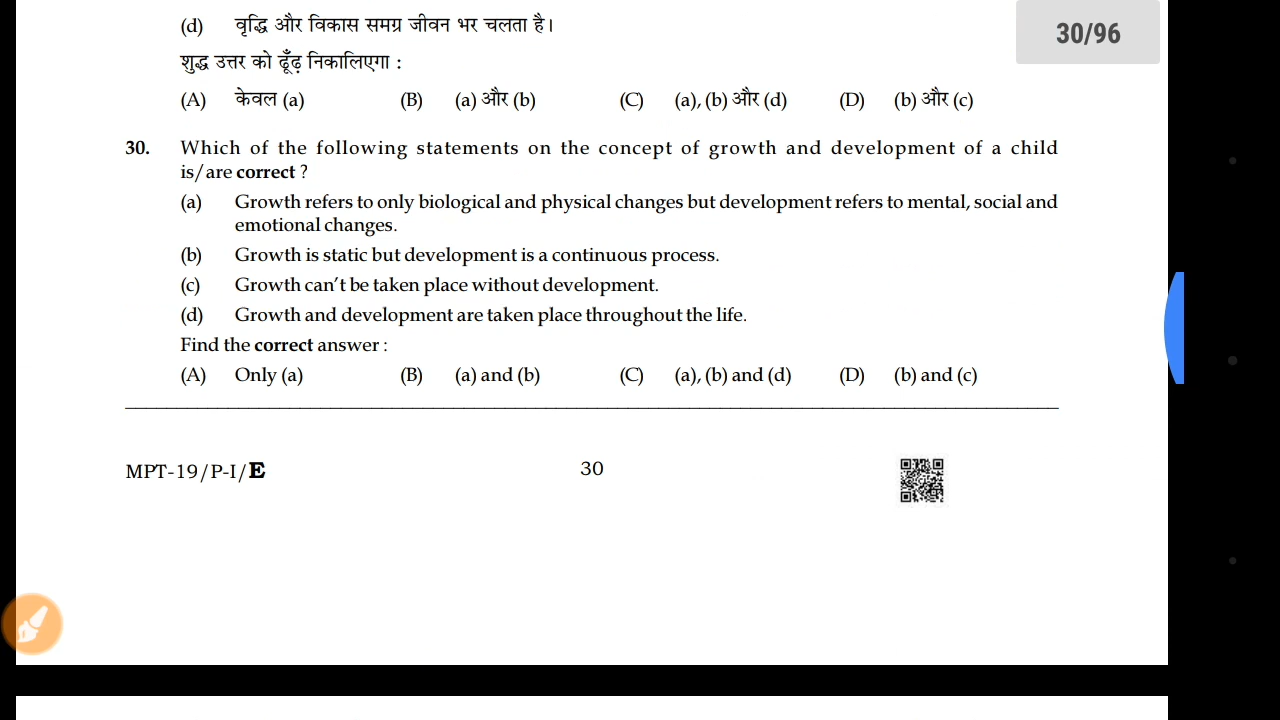 (d) वृद्धि और विकास समग्र जीवन भर चलता है।
30/96
शुद्ध उत्तर को ढूँढ़ निकालिएगा :
(A) केवल (a) (B) (a) और (b) (C) (a), (b) और (d) (D) (b) और (c)
30. Which of the following statements on the concept of growth and development of a child
is/are correct ?
(a) Growth refers to only biological and physical changes but development refers to mental, social and
emotional changes.
(b) Growth is static but development is a continuous process.
(c) Growth can't be taken place without development.
(d) Growth and development are taken place throughout the life.
Find the correct answer :
(A) Only (a) (B) (a) and (b) (C) (a), (b) and (d) (D) (b) and (c)
MPT-19/P-I/E 30